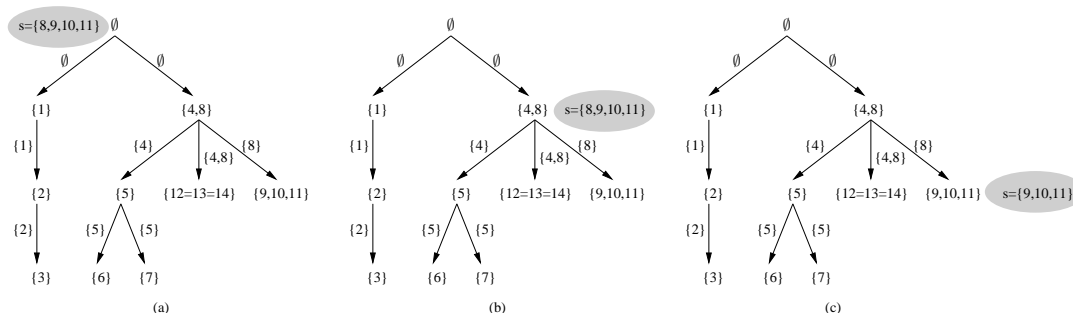 s={8,9,10,11} ∅ ∅ ∅
∅ ∅ ∅ ∅ ∅ ∅
{1} {4,8} {1} {4,8} s={8,9,10,11} {1} {4,8}
{1} {4} {4,8} {8} {1} {4} {4,8} {8} {1} {4} {4,8} {8}
{2} {5} {12=13=14} {9,10,11} {2} {5} {12=13=14} {9,10,11} {2} {5} {12=13=14} {9,10,11} s={9,10,11}
{2} {5} {5} {2} {5} {5} {2} {5} {5}
{3} {6} {7} {3} {6} {7} {3} {6} {7}
(a) (b) (c)